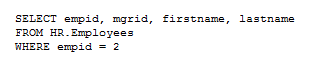 SELECT empid, mgrid, firstname, lastname
FROM HR.Employees
WHERE empid = 2